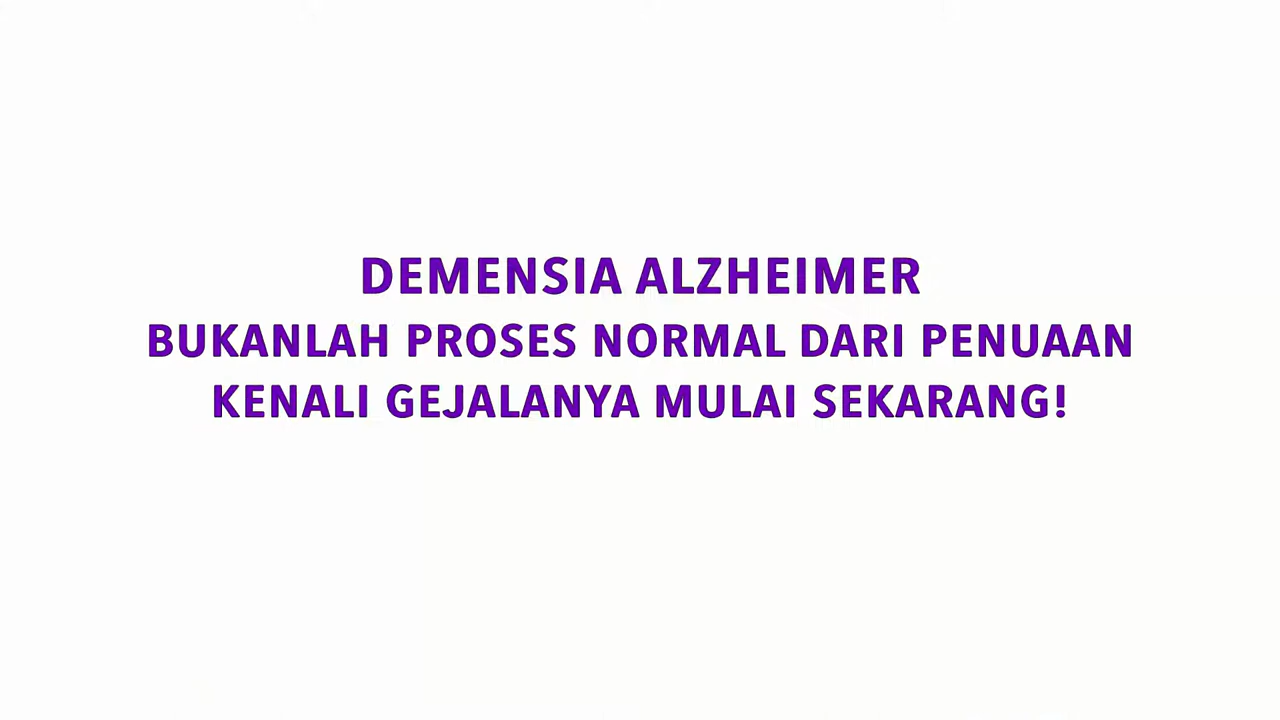 DEMENSIA ALZHEIMER
BUKANLAH PROSES NORMAL DARI PENUAAN
KENALI GEJALANYA MULAI SEKARANG!